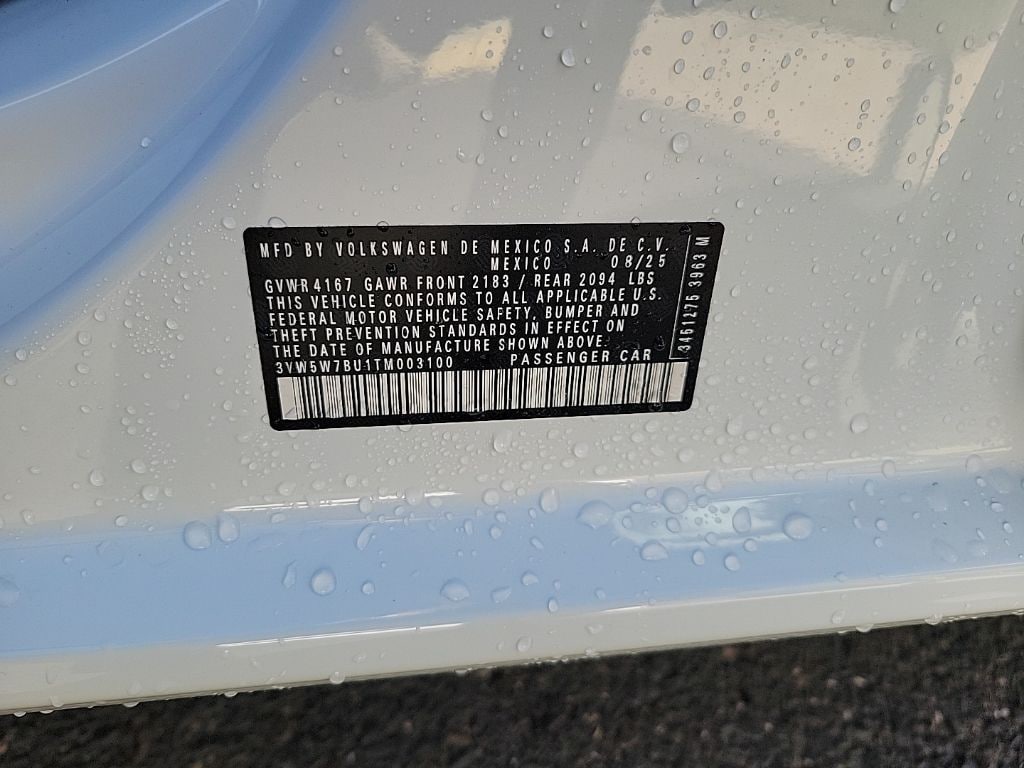 MFD BY VOLKSWAGEN DE MEXICO S.A. DE C.V.
MEXICO 08/25
GVWR 4167 GAWR FRONT 2183 / REAR 2094 LBS
THIS VEHICLE CONFORMS TO ALL APPLICABLE U.S.
FEDERAL MOTOR VEHICLE SAFETY, BUMPER AND
THEFT PREVENTION STANDARDS IN EFFECT ON
THE DATE OF MANUFACTURE SHOWN ABOVE.
3VW5W7BU1TM003100 PASSENGER CAR
3461276 3963 M